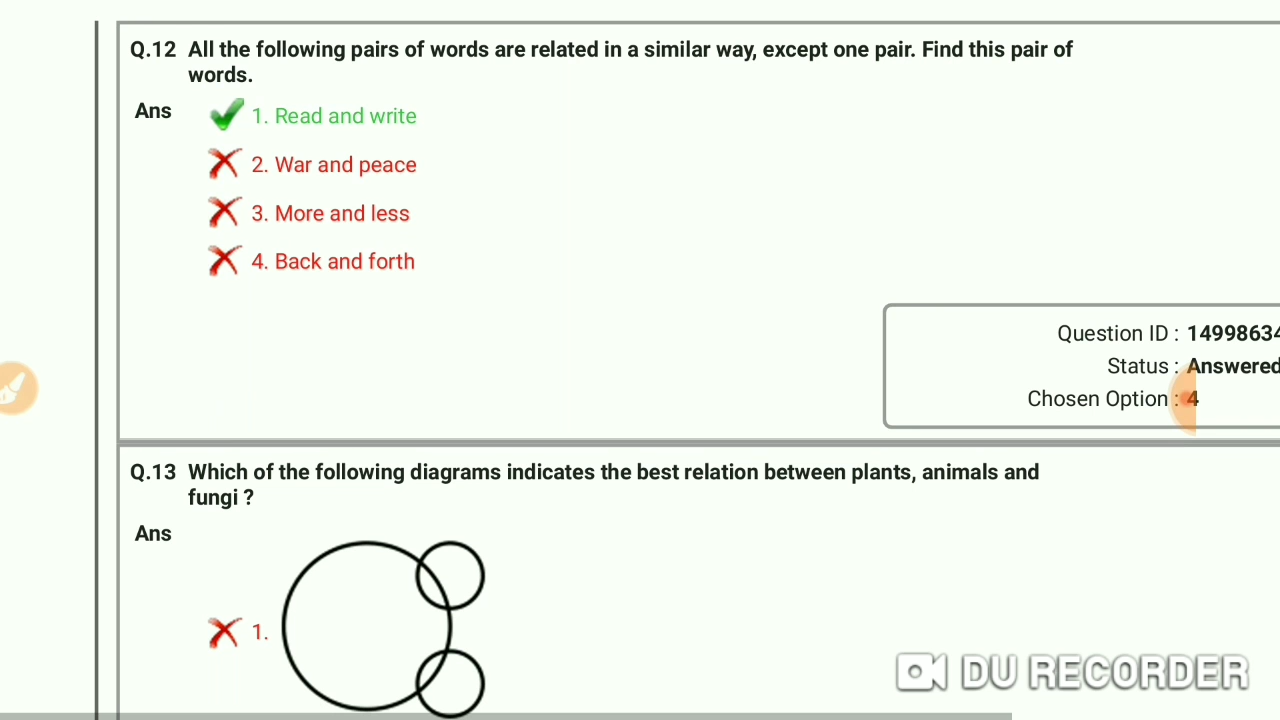 Q.12 All the following pairs of words are related in a similar way, except one pair. Find this pair of
words.
Ans
1. Read and write
2. War and peace
3. More and less
4. Back and forth
Question ID : 14998634
Status : Answered
Chosen Option : 4
Q.13 Which of the following diagrams indicates the best relation between plants, animals and
fungi ?
Ans
1.
DU RECORDER